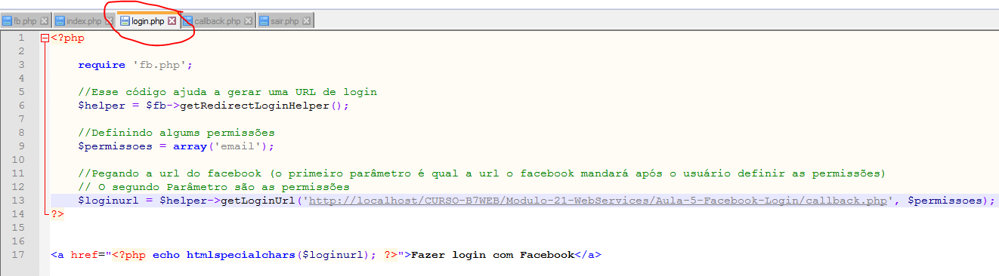 fb.php index.php login.php callback.php sair.php
1 <?php
2
3 require 'fb.php';
4
5 //Esse código ajuda a gerar uma URL de login
6 $helper = $fb->getRedirectLoginHelper();
7
8 //Definindo algums permissões
9 $permissoes = array('email');
10
11 //Pegando a url do facebook (o primeiro parâmetro é qual a url o facebook mandará após o usuário definir as permissões)
12 // O segundo Parâmetro são as permissões
13 $loginurl = $helper->getLoginUrl('http://localhost/CURSO-B7WEB/Modulo-21-WebServices/Aula-5-Facebook-Login/callback.php', $permissoes);
14 ?>
15
16
17 <a href="<?php echo htmlspecialchars($loginurl); ?>">Fazer login com Facebook</a>